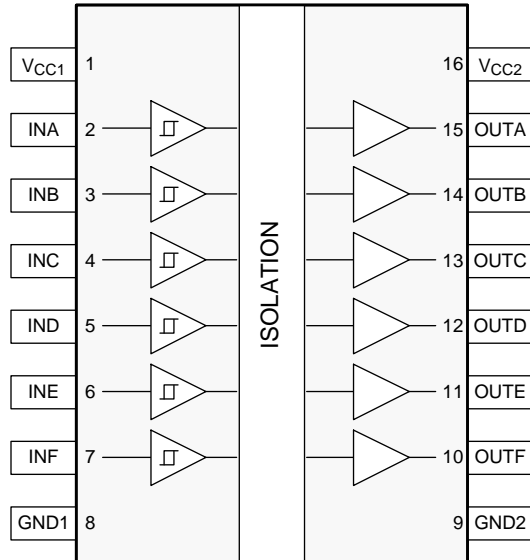 VCC1 1 16 VCC2
INA 2 15 OUTA
INB 3 14 OUTB
INC 4 13 OUTC
IND 5 12 OUTD
INE 6 11 OUTE
INF 7 10 OUTF
GND1 8 9 GND2
ISOLATION